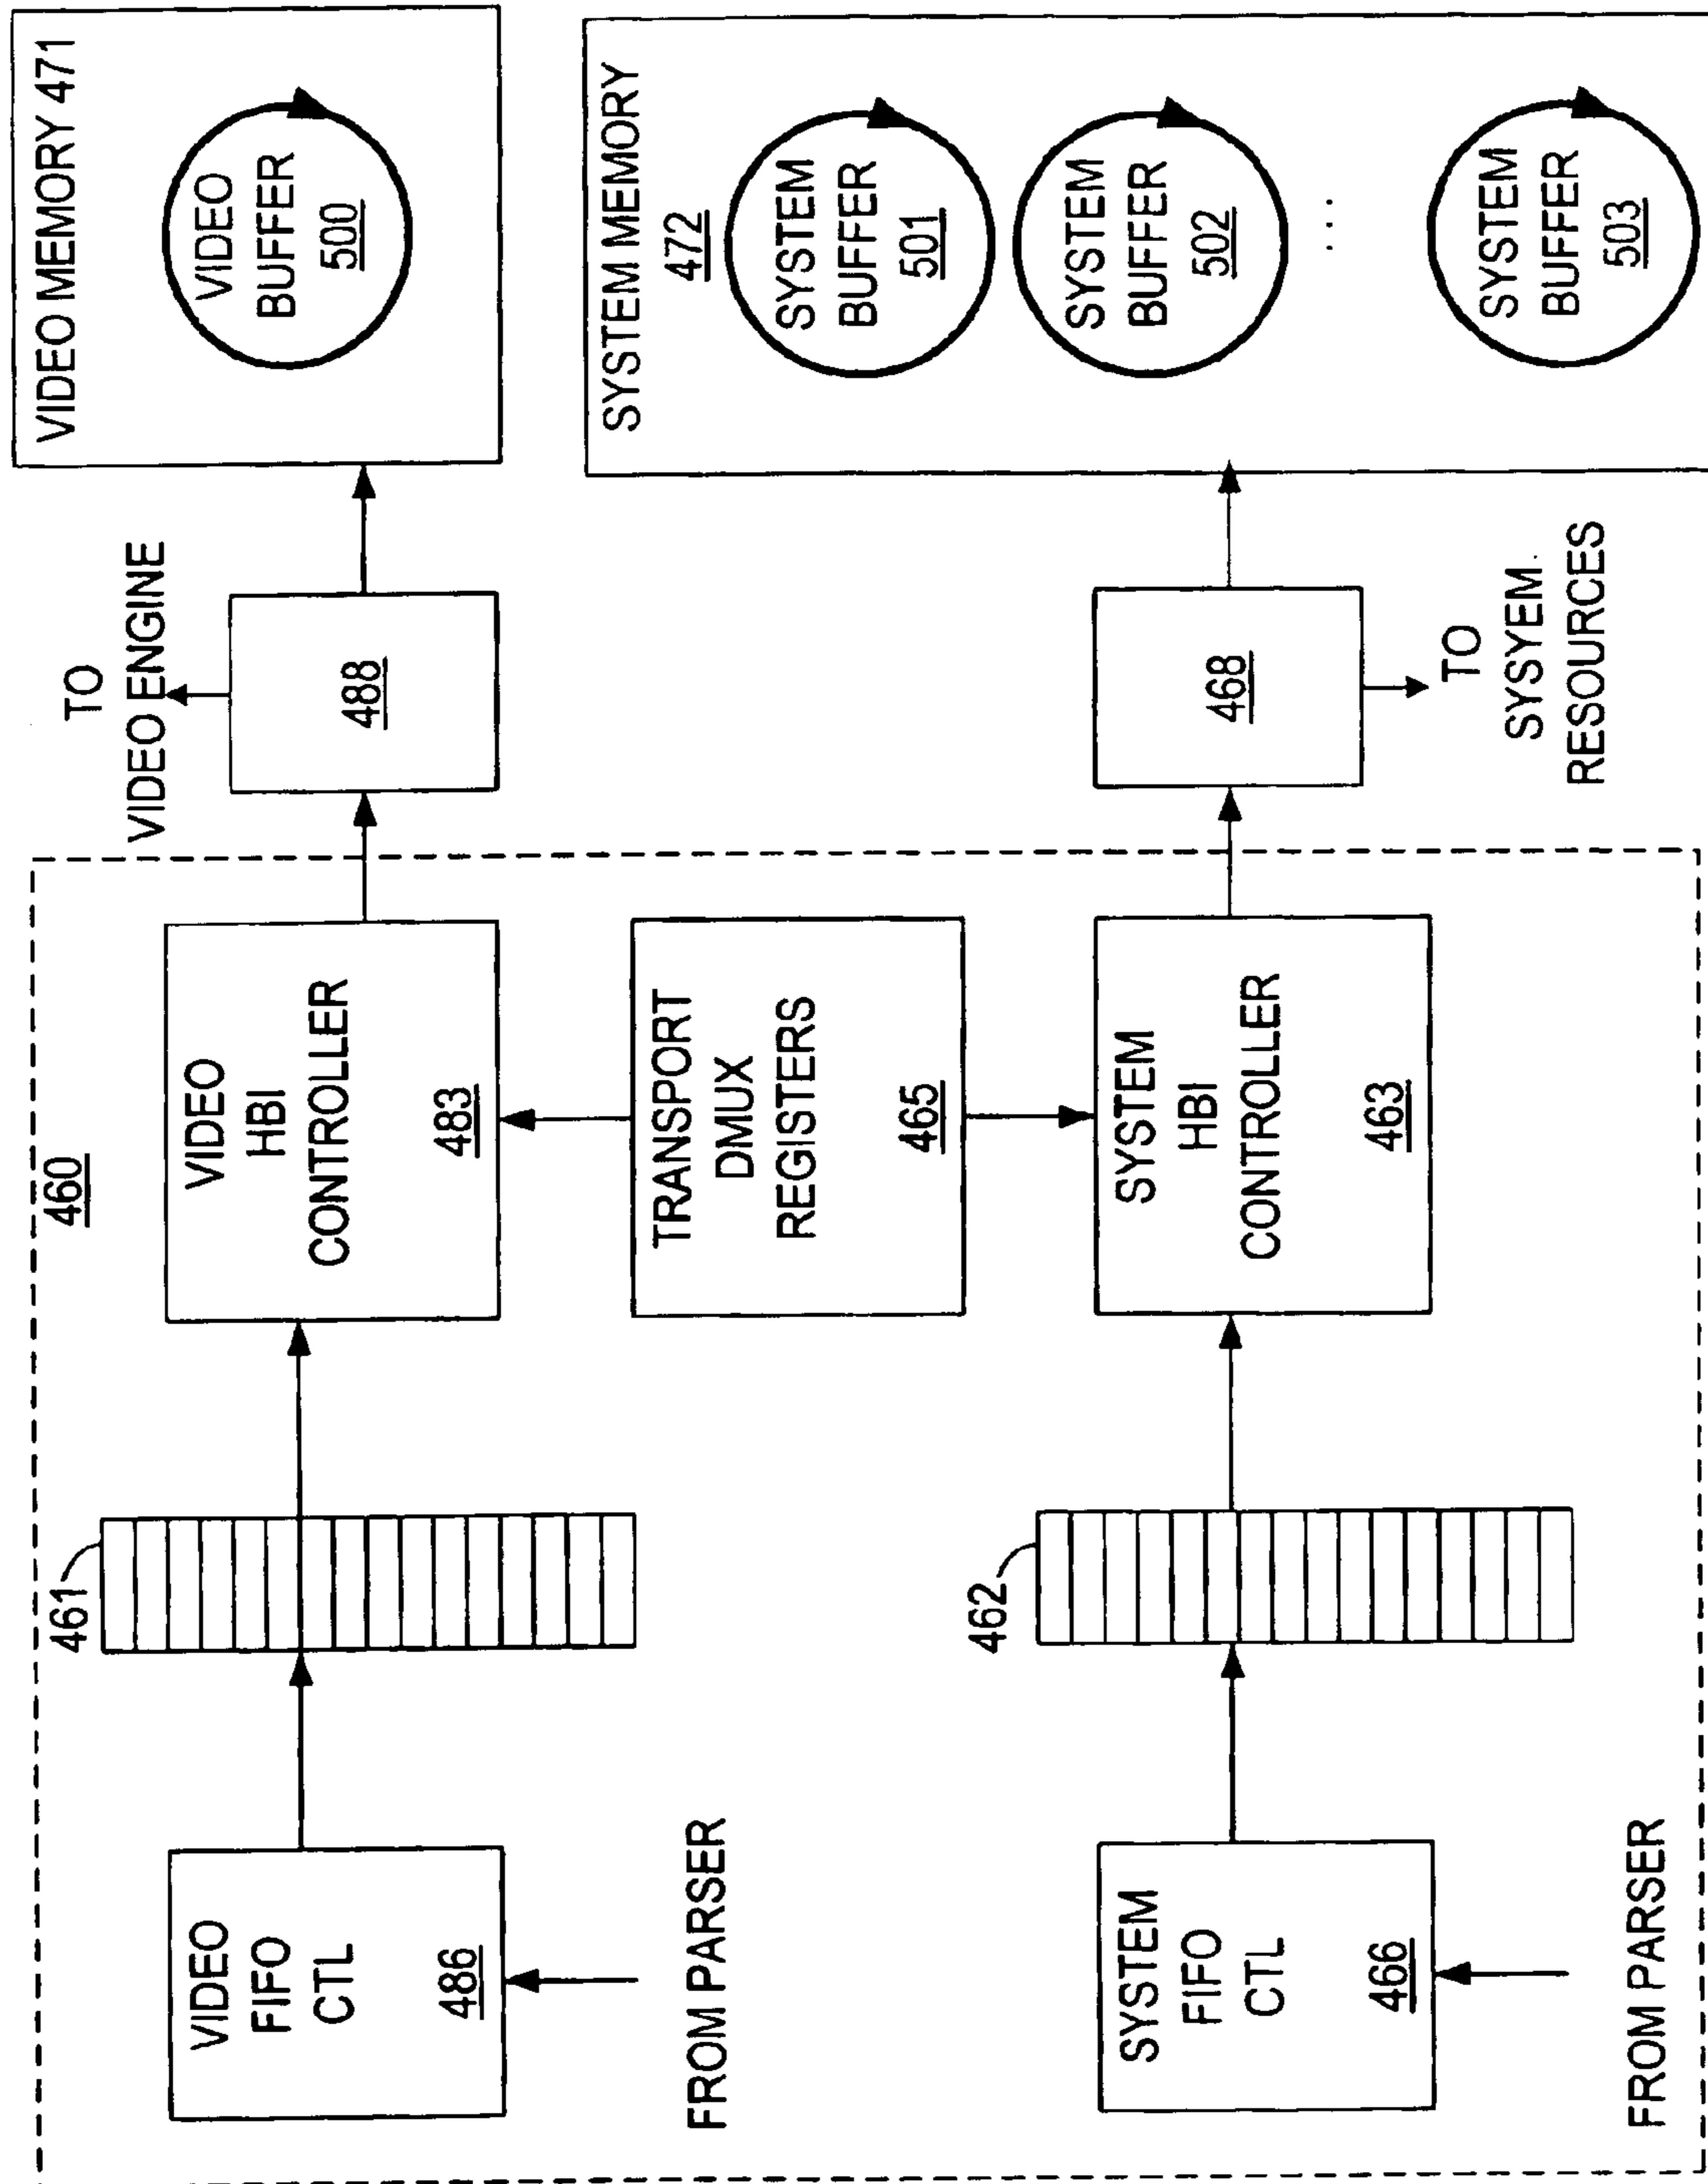 460
VIDEO
FIFO
CTL
486
FROM PARSER
461
VIDEO
HBI
CONTROLLER
483
TO
VIDEO ENGINE
488
VIDEO MEMORY 471
VIDEO
BUFFER
500
TRANSPORT
DMUX
REGISTERS
465
SYSTEM
FIFO
CTL
466
FROM PARSER
462
SYSTEM
HBI
CONTROLLER
463
468
TO
SYSYEM
RESOURCES
SYSTEM MEMORY
472
SYSTEM
BUFFER
501
SYSTEM
BUFFER
502
...
SYSTEM
BUFFER
503